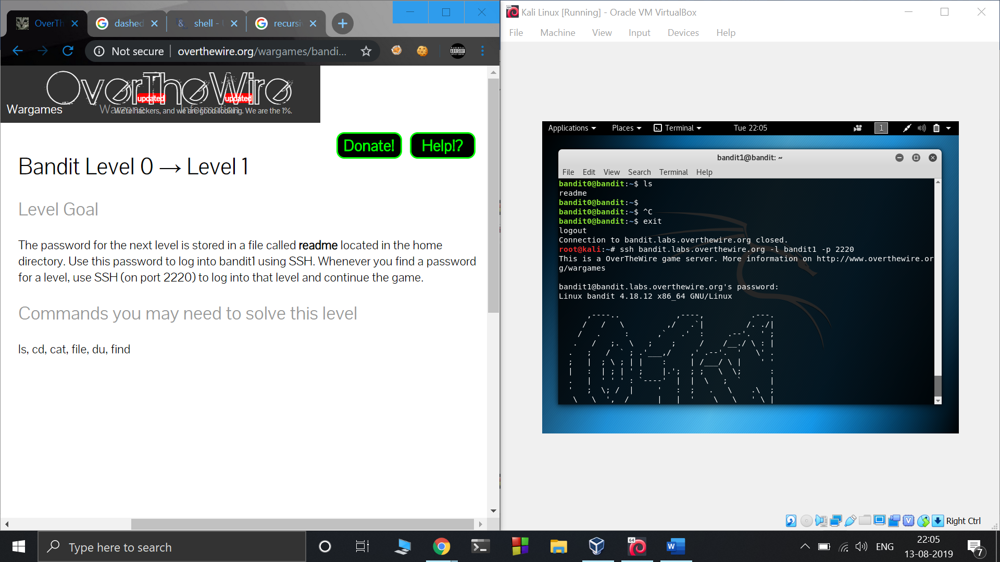 OverTh
dashed
shell -
recursi
Not secure
overthewire.org/wargames/bandi...
OverTheWire
updated
updated
Wargames
Warzone
Information
We're hackers, and we are good-looking. We are the 1%.
Donate!
Help!?
Bandit Level 0 → Level 1
Level Goal
The password for the next level is stored in a file called readme located in the home
directory. Use this password to log into bandit1 using SSH. Whenever you find a password
for a level, use SSH (on port 2220) to log into that level and continue the game.
Commands you may need to solve this level
ls, cd, cat, file, du, find
64
Kali Linux [Running] - Oracle VM VirtualBox
File Machine View Input Devices Help
Applications Places Terminal Tue 22:05 1
bandit1@bandit: ~
File Edit View Search Terminal Help
bandit0@bandit:~$ ls
readme
bandit0@bandit:~$
bandit0@bandit:~$ ^C
bandit0@bandit:~$ exit
logout
Connection to bandit.labs.overthewire.org closed.
root@kali:~# ssh bandit.labs.overthewire.org -l bandit1 -p 2220
This is a OverTheWire game server. More information on http://www.overthewire.or
g/wargames
bandit1@bandit.labs.overthewire.org's password:
Linux bandit 4.18.12 x86_64 GNU/Linux
Right Ctrl
Type here to search
64
ENG
22:05
13-08-2019
7